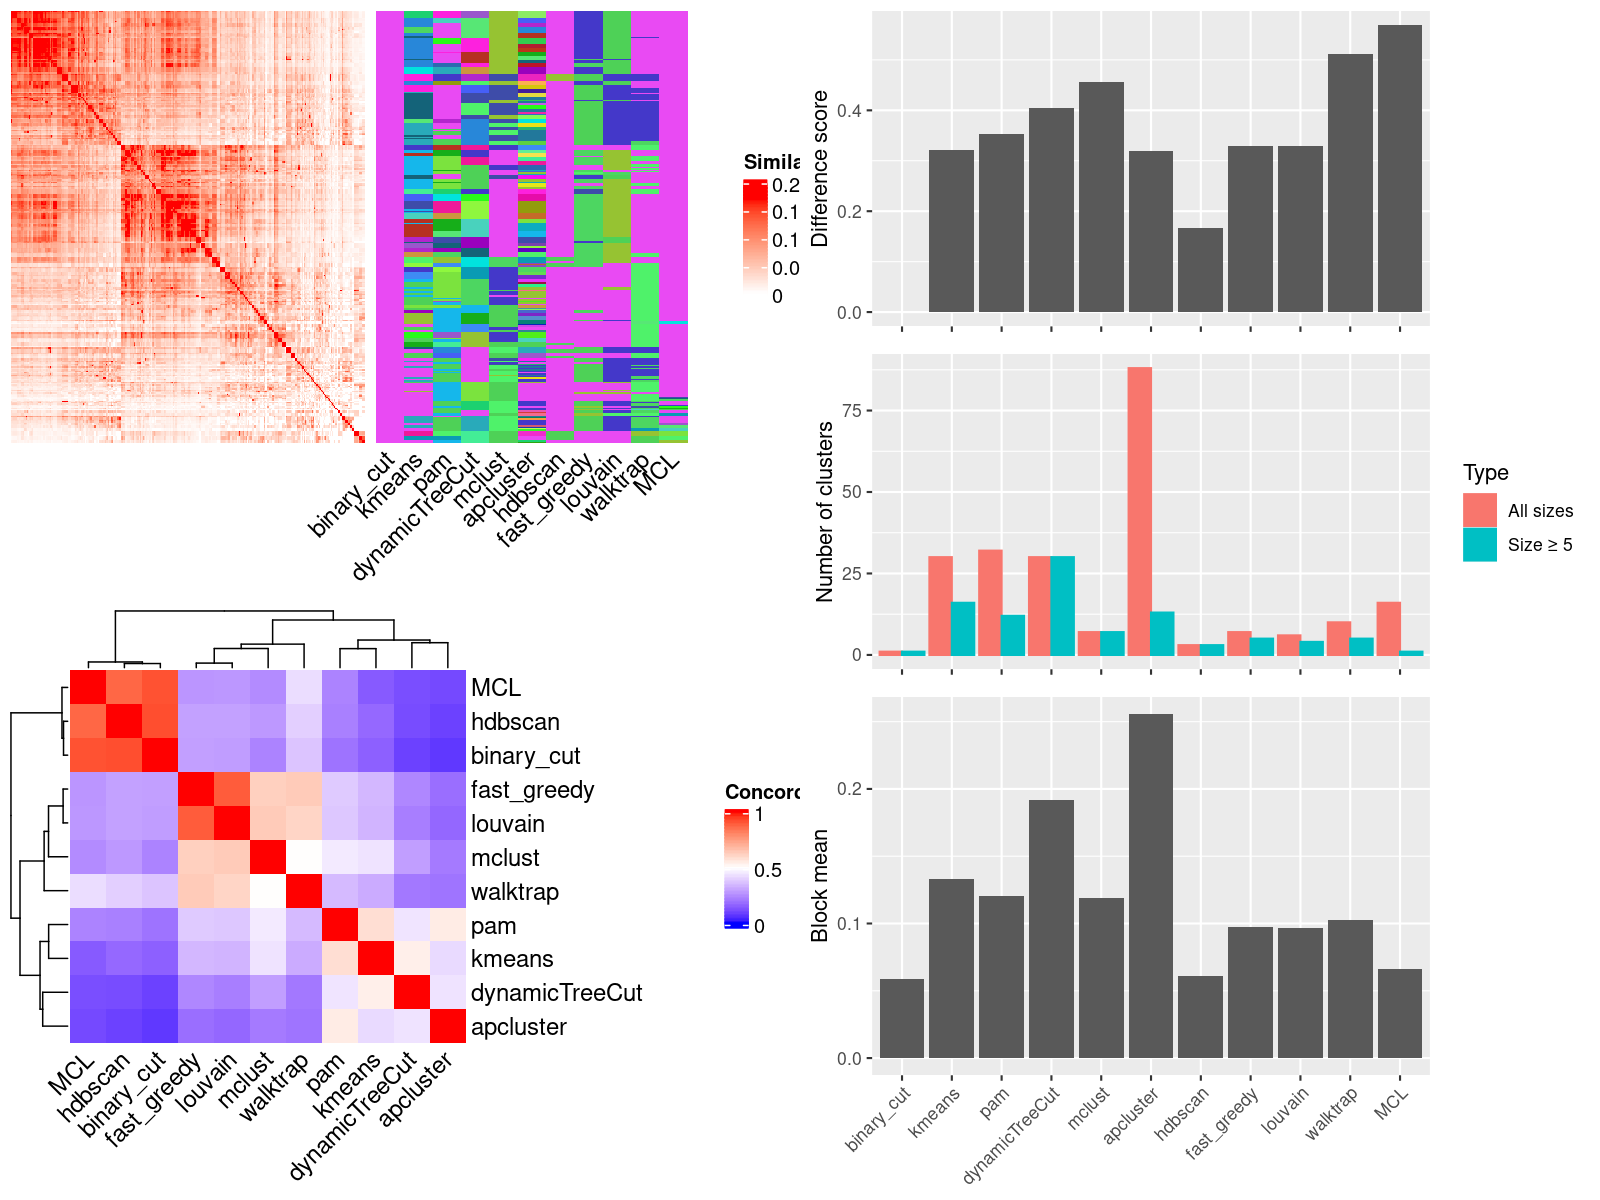 Simila
0.2
0.1
0.1
0.0
0
binary_cut
kmeans
pam
dynamicTreeCut
mclust
apcluster
hdbscan
fast_greedy
louvain
walktrap
MCL
MCL
hdbscan
binary_cut
fast_greedy
louvain
mclust
walktrap
pam
kmeans
dynamicTreeCut
apcluster
MCL
hdbscan
binary_cut
fast_greedy
louvain
mclust
walktrap
pam
kmeans
dynamicTreeCut
apcluster
Concord
1
0.5
0
Difference score
0.4
0.2
0.0
Number of clusters
75
50
25
0
Type
All sizes
Size ≥ 5
Block mean
0.2
0.1
0.0
binary_cut
kmeans
pam
dynamicTreeCut
mclust
apcluster
hdbscan
fast_greedy
louvain
walktrap
MCL